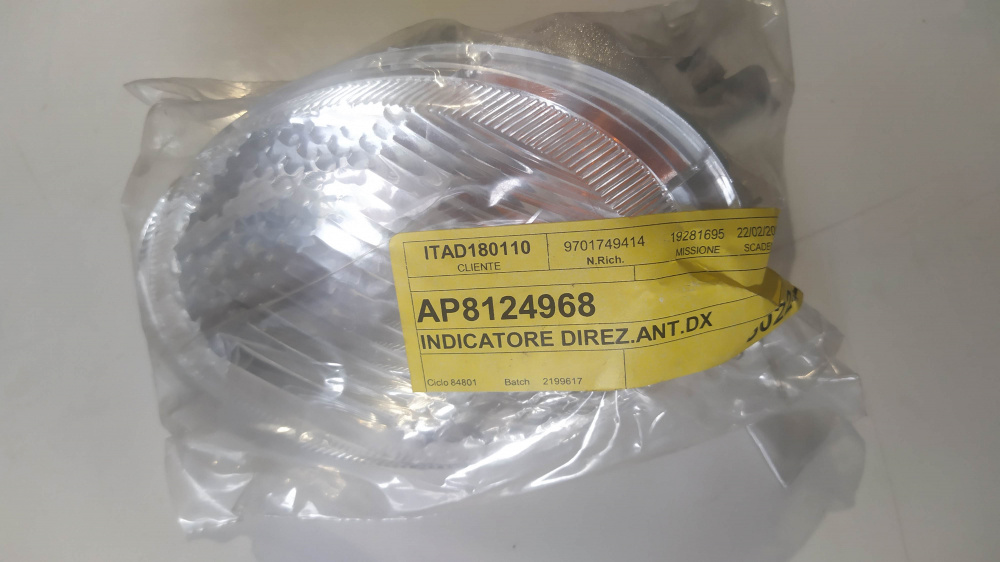 ITAD180110 9701749414 19281695
CLIENTE N.Rich. MISSIONE
AP8124968
INDICATORE DIREZ.ANT.DX
Ciclo 84801 Batch 2199617